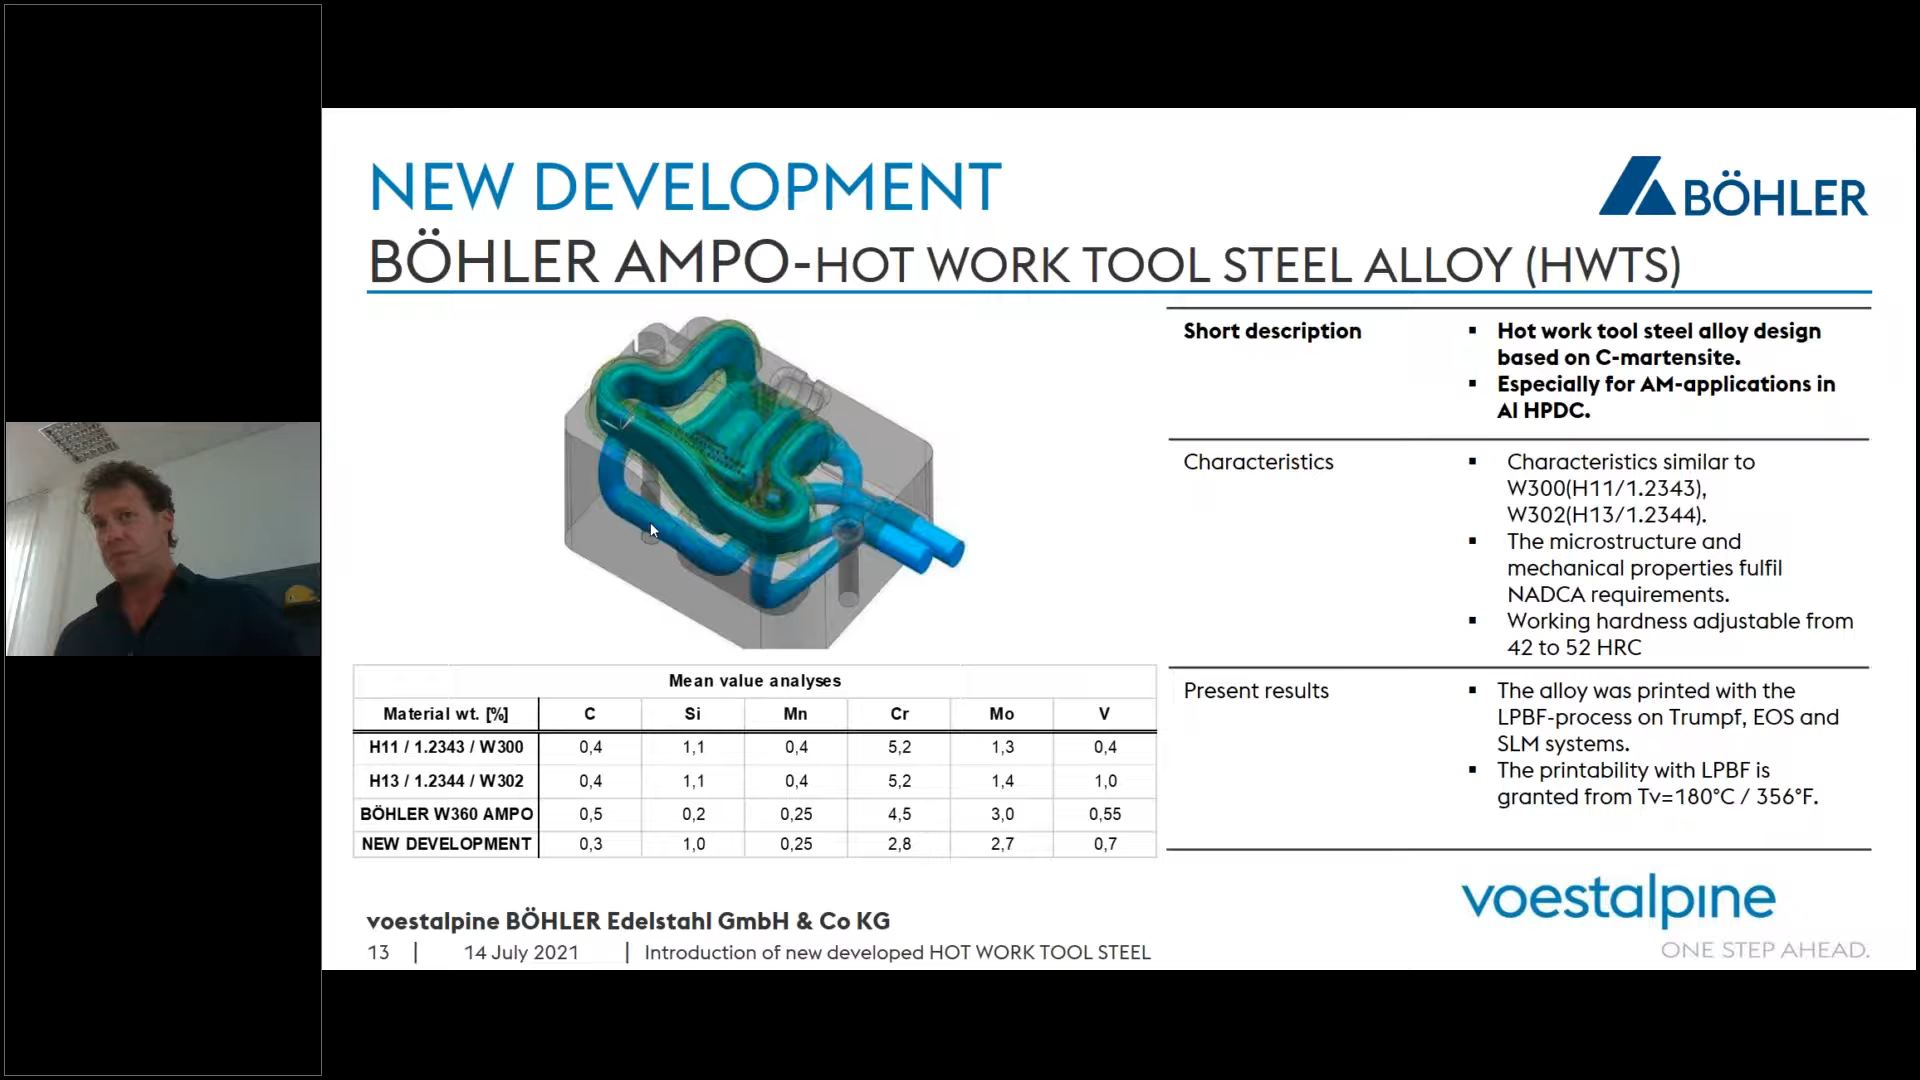 NEW DEVELOPMENT
BÖHLER
BÖHLER AMPO-HOT WORK TOOL STEEL ALLOY (HWTS)
Short description
▪ Hot work tool steel alloy design
based on C-martensite.
▪ Especially for AM-applications in
Al HPDC.
Characteristics
▪ Characteristics similar to
W300(H11/1.2343),
W302(H13/1.2344).
▪ The microstructure and
mechanical properties fulfil
NADCA requirements.
▪ Working hardness adjustable from
42 to 52 HRC
Present results
▪ The alloy was printed with the
LPBF-process on Trumpf, EOS and
SLM systems.
▪ The printability with LPBF is
granted from Tv=180°C / 356°F.
Mean value analyses
Material wt. [%] C Si Mn Cr Mo V
H11 / 1.2343 / W300 0,4 1,1 0,4 5,2 1,3 0,4
H13 / 1.2344 / W302 0,4 1,1 0,4 5,2 1,4 1,0
BÖHLER W360 AMPO 0,5 0,2 0,25 4,5 3,0 0,55
NEW DEVELOPMENT 0,3 1,0 0,25 2,8 2,7 0,7
voestalpine BÖHLER Edelstahl GmbH & Co KG
13 | 14 July 2021 | Introduction of new developed HOT WORK TOOL STEEL
voestalpine
ONE STEP AHEAD.